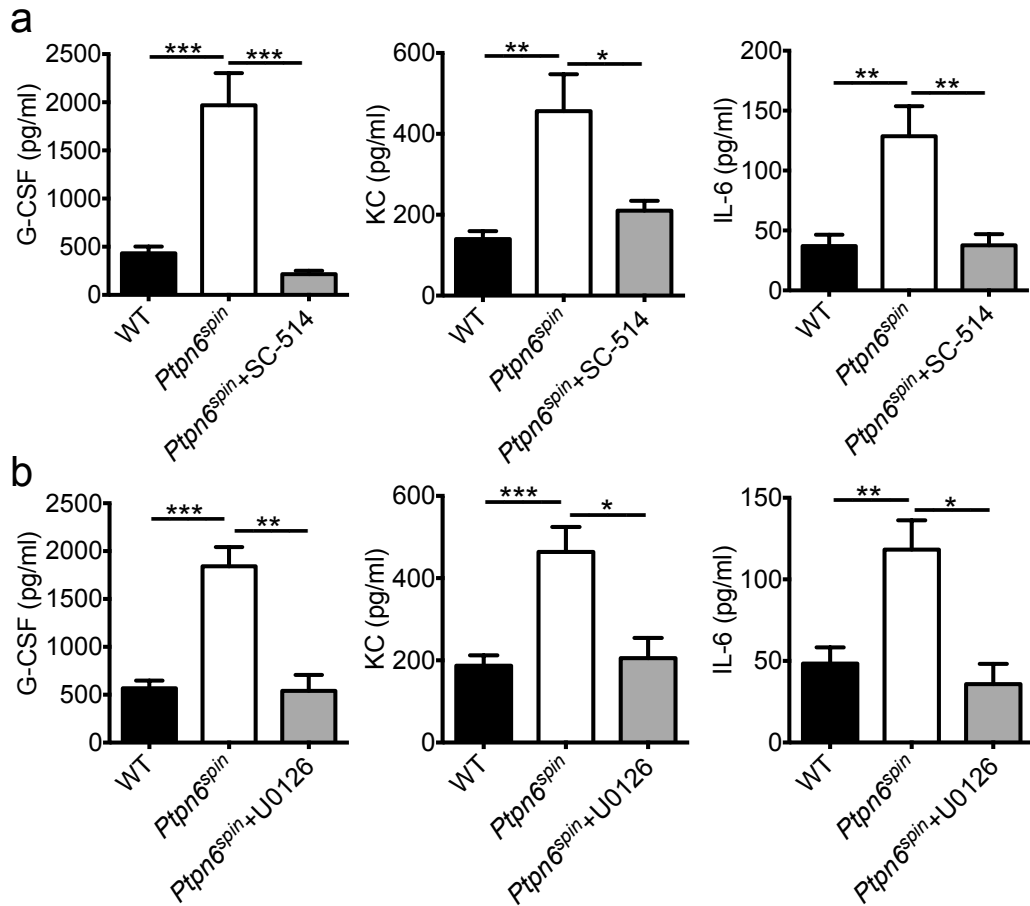 a
G-CSF (pg/ml)
2500
2000
1500
1000
500
0
*** ***
WT
Ptpn6spin
Ptpn6spin+SC-514
KC (pg/ml)
600
400
200
0
** *
WT
Ptpn6spin
Ptpn6spin+SC-514
IL-6 (pg/ml)
200
150
100
50
0
** **
WT
Ptpn6spin
Ptpn6spin+SC-514
b
G-CSF (pg/ml)
2500
2000
1500
1000
500
0
*** **
WT
Ptpn6spin
Ptpn6spin+U0126
KC (pg/ml)
600
400
200
0
*** *
WT
Ptpn6spin
Ptpn6spin+U0126
IL-6 (pg/ml)
150
100
50
0
** *
WT
Ptpn6spin
Ptpn6spin+U0126